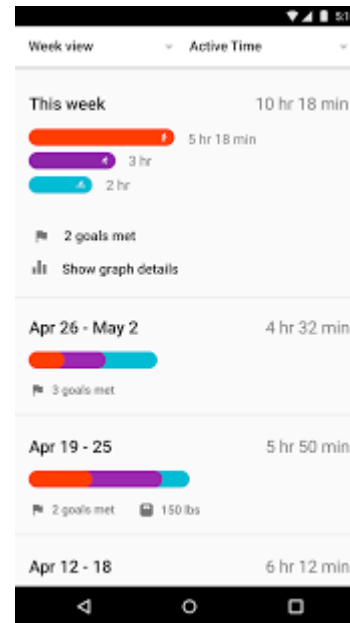 5:1
Week view Active Time
This week 10 hr 18 min
5 hr 18 min
3 hr
2 hr
2 goals met
Show graph details
Apr 26 - May 2 4 hr 32 min
3 goals met
Apr 19 - 25 5 hr 50 min
2 goals met 150 lbs
Apr 12 - 18 6 hr 12 min